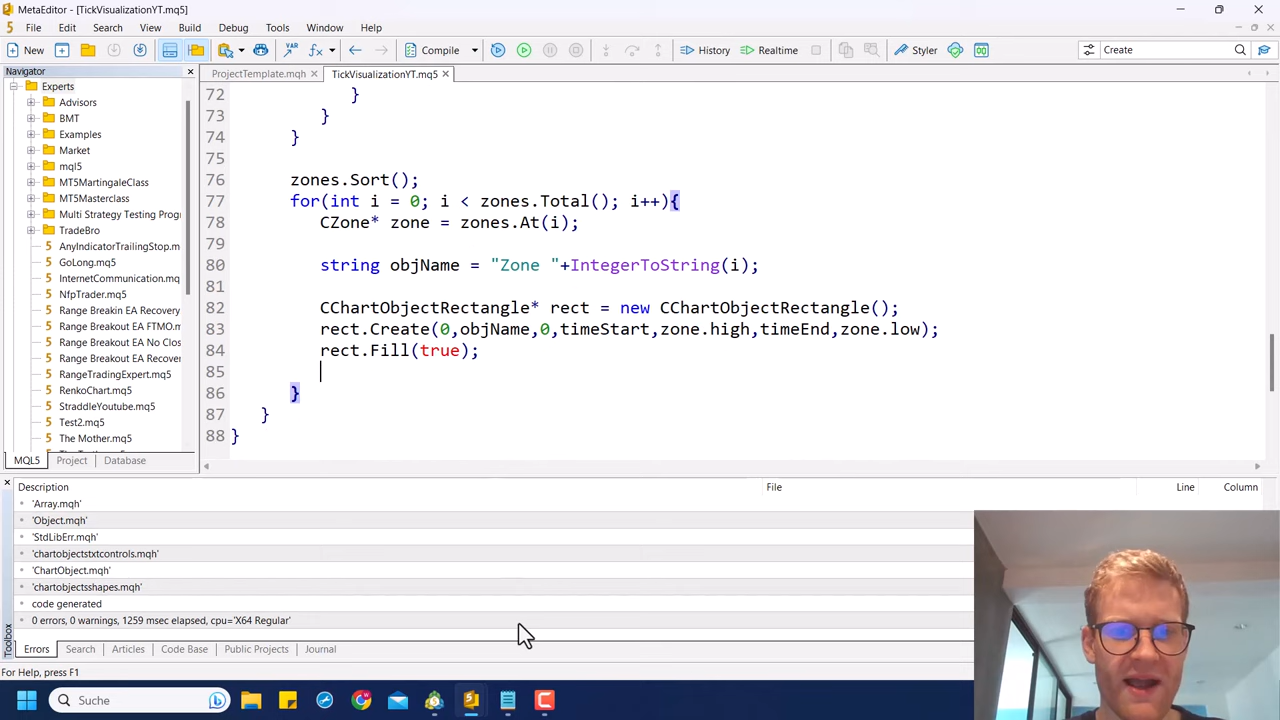 MetaEditor - [TickVisualizationYT.mq5]
File Edit Search View Build Debug Tools Window Help
New Compile History Realtime Styler Create
Navigator ProjectTemplate.mqh TickVisualizationYT.mq5
Experts
Advisors
BMT
Examples
Market
mql5
MT5MartingaleClass
MT5Masterclass
Multi Strategy Testing Progr
TradeBro
AnyIndicatorTrailingStop.m
GoLong.mq5
InternetCommunication.mq
NfpTrader.mq5
Range Breakin EA Recovery
Range Breakout EA FTMO.m
Range Breakout EA No Clos
Range Breakout EA Recover
RangeTradingExpert.mq5
RenkoChart.mq5
StraddleYoutube.mq5
Test2.mq5
The Mother.mq5
MQL5 Project Database
72 }
73 }
74 }
75
76 zones.Sort();
77 for(int i = 0; i < zones.Total(); i++){
78 CZone* zone = zones.At(i);
79
80 string objName = "Zone "+IntegerToString(i);
81
82 CChartObjectRectangle* rect = new CChartObjectRectangle();
83 rect.Create(0,objName,0,timeStart,zone.high,timeEnd,zone.low);
84 rect.Fill(true);
85
86 }
87 }
88 }
Description File Line Column
'Array.mqh'
'Object.mqh'
'StdLibErr.mqh'
'chartobjectstxtcontrols.mqh'
'ChartObject.mqh'
'chartobjectsshapes.mqh'
code generated
0 errors, 0 warnings, 1259 msec elapsed, cpu='X64 Regular'
Toolbox
Errors Search Articles Code Base Public Projects Journal
For Help, press F1
Suche